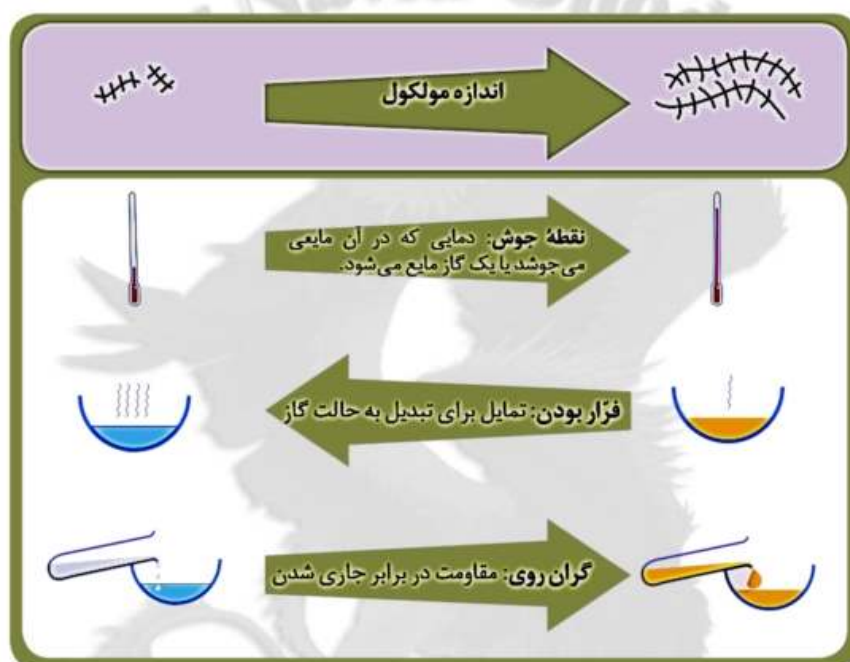 اندازه مولکول
نقطهٔ جوش: دمایی که در آن مایعی
می‌جوشد یا یک گاز مایع می‌شود.
فرّار بودن: تمایل برای تبدیل به حالت گاز
گران روی: مقاومت در برابر جاری شدن